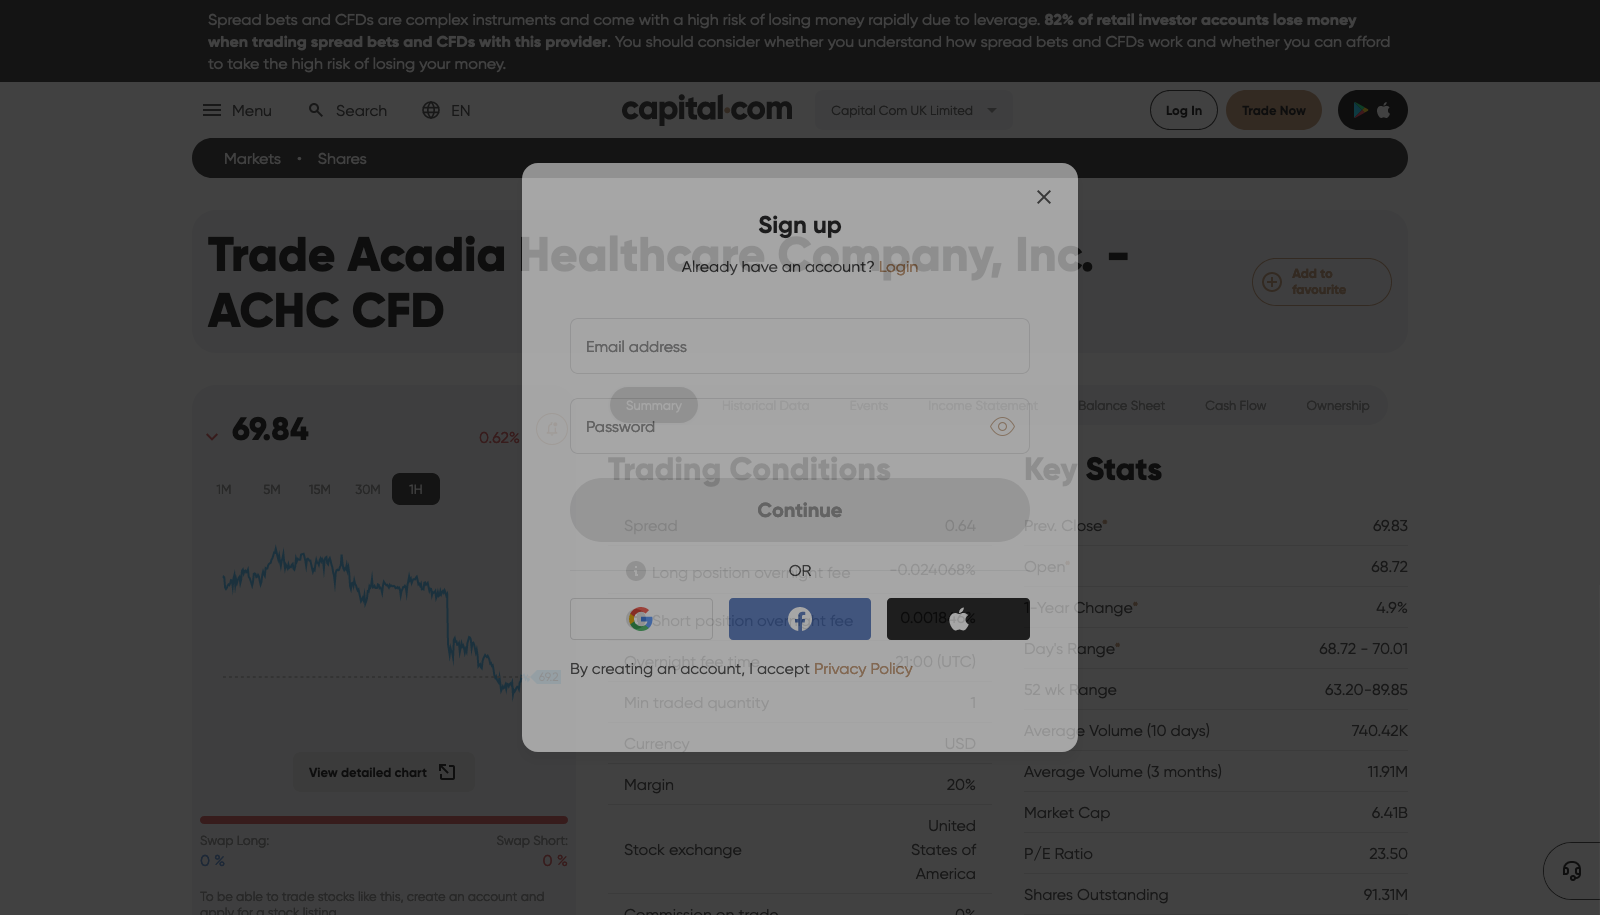 Spread bets and CFDs are complex instruments and come with a high risk of losing money rapidly due to leverage. 82% of retail investor accounts lose money
when trading spread bets and CFDs with this provider. You should consider whether you understand how spread bets and CFDs work and whether you can afford
to take the high risk of losing your money.
Menu Search EN capital.com Capital Com UK Limited Log In Trade Now
Markets • Shares
Sign up
Trade Acadia Healthcare Company, Inc. -
ACHC CFD
Already have an account? Login
Add to
favourite
Email address
Summary Historical Data Events Income Statement Balance Sheet Cash Flow Ownership
69.84 0.62%
Password
Trading Conditions
Key Stats
1M 5M 15M 30M 1H
Continue
Spread 0.64
Prev. Close* 69.83
OR
Long position overnight fee -0.024068%
Open* 68.72
1-Year Change* 4.9%
Short position overnight fee
Day's Range* 68.72 - 70.01
Overnight fee time 21:00 (UTC)
By creating an account, I accept Privacy Policy
69.2
52 wk Range 63.20-89.85
Min traded quantity 1
Average Volume (10 days) 740.42K
Currency USD
View detailed chart
Average Volume (3 months) 11.91M
Margin 20%
Market Cap 6.41B
Swap Long: Swap Short:
0 % 0 %
Stock exchange
United
States of
America
P/E Ratio 23.50
Shares Outstanding 91.31M
To be able to trade stocks like this, create an account and
apply for a stock listing
Commission on trade 0%